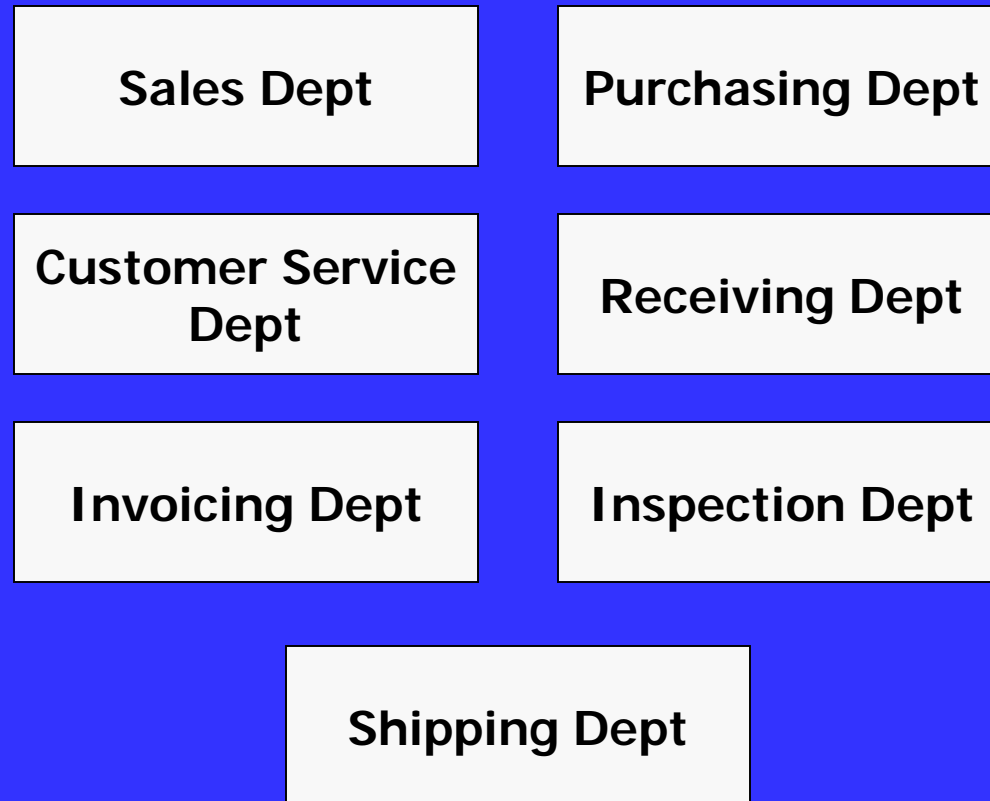 Sales Dept
Purchasing Dept
Customer Service
Dept
Receiving Dept
Invoicing Dept
Inspection Dept
Shipping Dept